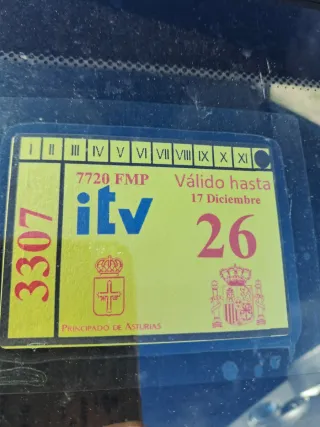 I II III IV V VI VII VIII IX X XI
7720 FMP
Válido hasta
17 Diciembre
itv
26
3307
PRINCIPADO DE ASTURIAS